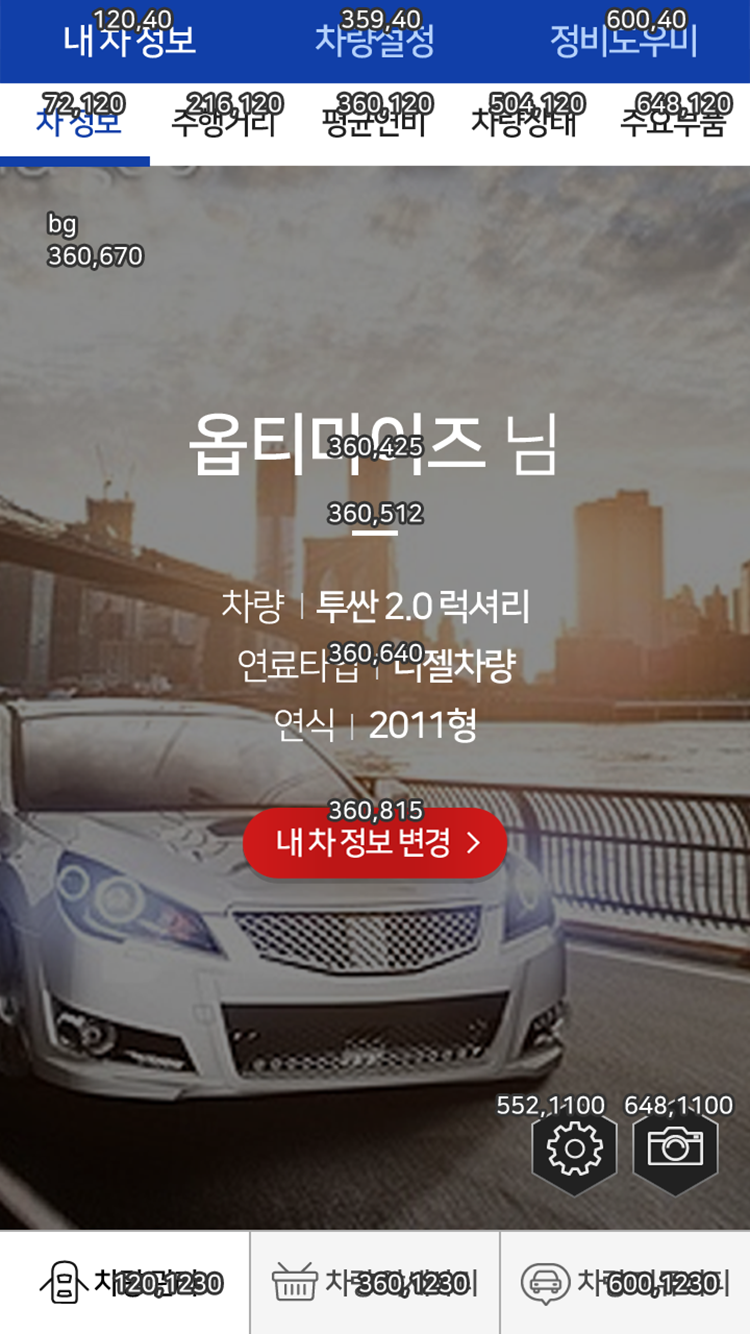 120,40 359,40 600,40
내 차 정보 차량설정 정비도우미
72,120 216,120 360,120 504,120 648,120
차 정보 주행거리 평균연비 차량상태 주요부품
bg
360,670
옵티마이즈 님
360,425
360,512
차량 | 투싼 2.0 럭셔리
360,640
연료타입 | 디젤차량
연식 | 2011형
360,815
내 차 정보 변경 >
552,1100 648,1100
120,1230 360,1230 600,1230